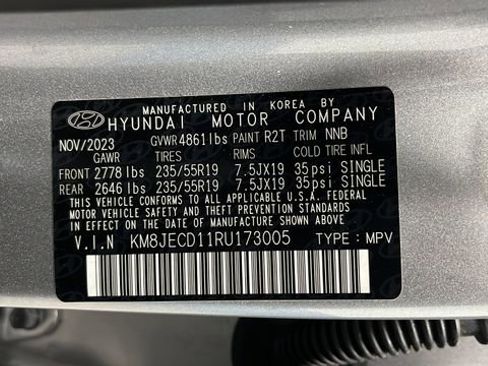 MANUFACTURED IN KOREA BY
HYUNDAI MOTOR COMPANY
NOV/2023 GVWR 4861lbs PAINT R2T TRIM NNB
GAWR TIRES RIMS COLD TIRE INFL
FRONT 2778 lbs 235/55R19 7.5JX19 35psi SINGLE
REAR 2646 lbs 235/55R19 7.5JX19 35psi SINGLE
THIS VEHICLE CONFORMS TO ALL APPLICABLE U.S.A. FEDERAL
MOTOR VEHICLE SAFETY AND THEFT PREVENTION STANDARDS
IN EFFECT ON THE DATE OF MANUFACTURE SHOWN ABOVE.
V.I.N KM8JECD11RU173005 TYPE : MPV